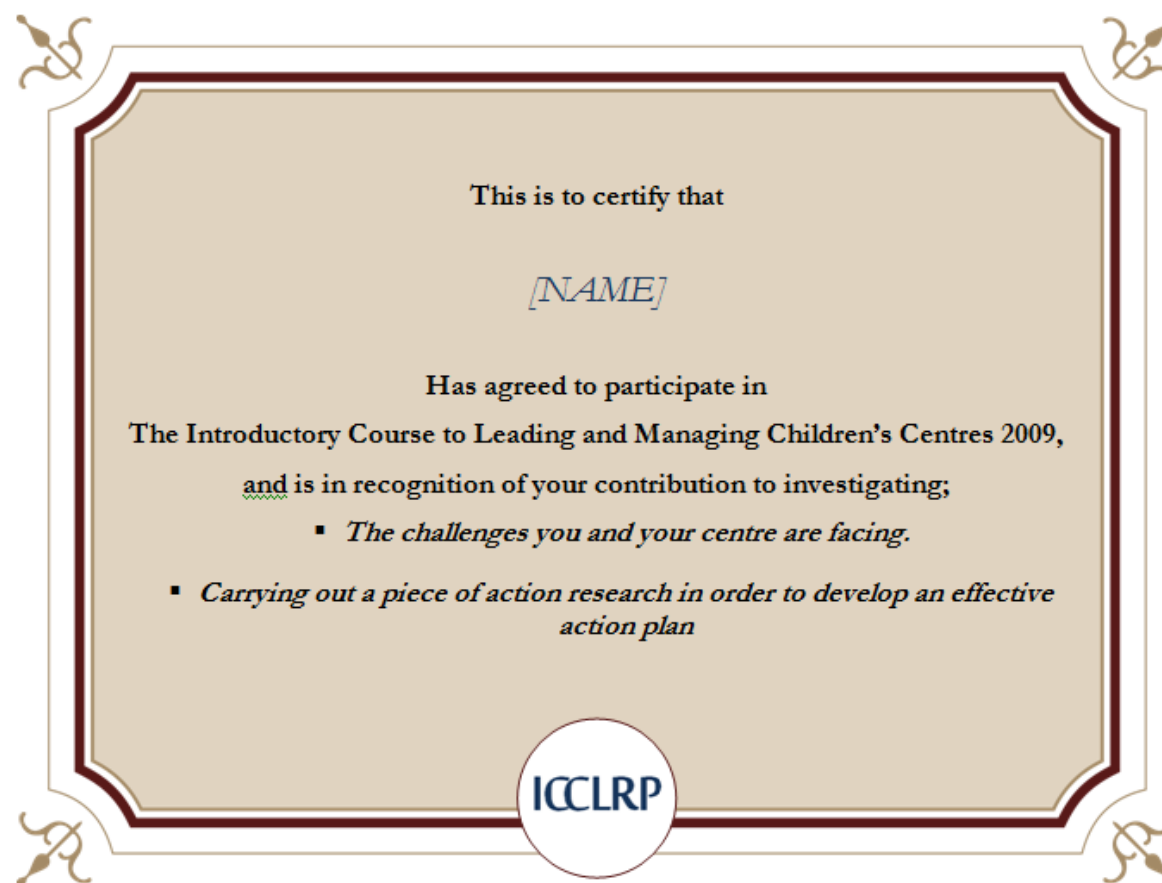 This is to certify that
[NAME]
Has agreed to participate in
The Introductory Course to Leading and Managing Children's Centres 2009,
and is in recognition of your contribution to investigating;
▪ The challenges you and your centre are facing.
▪ Carrying out a piece of action research in order to develop an effective
action plan
ICCLRP